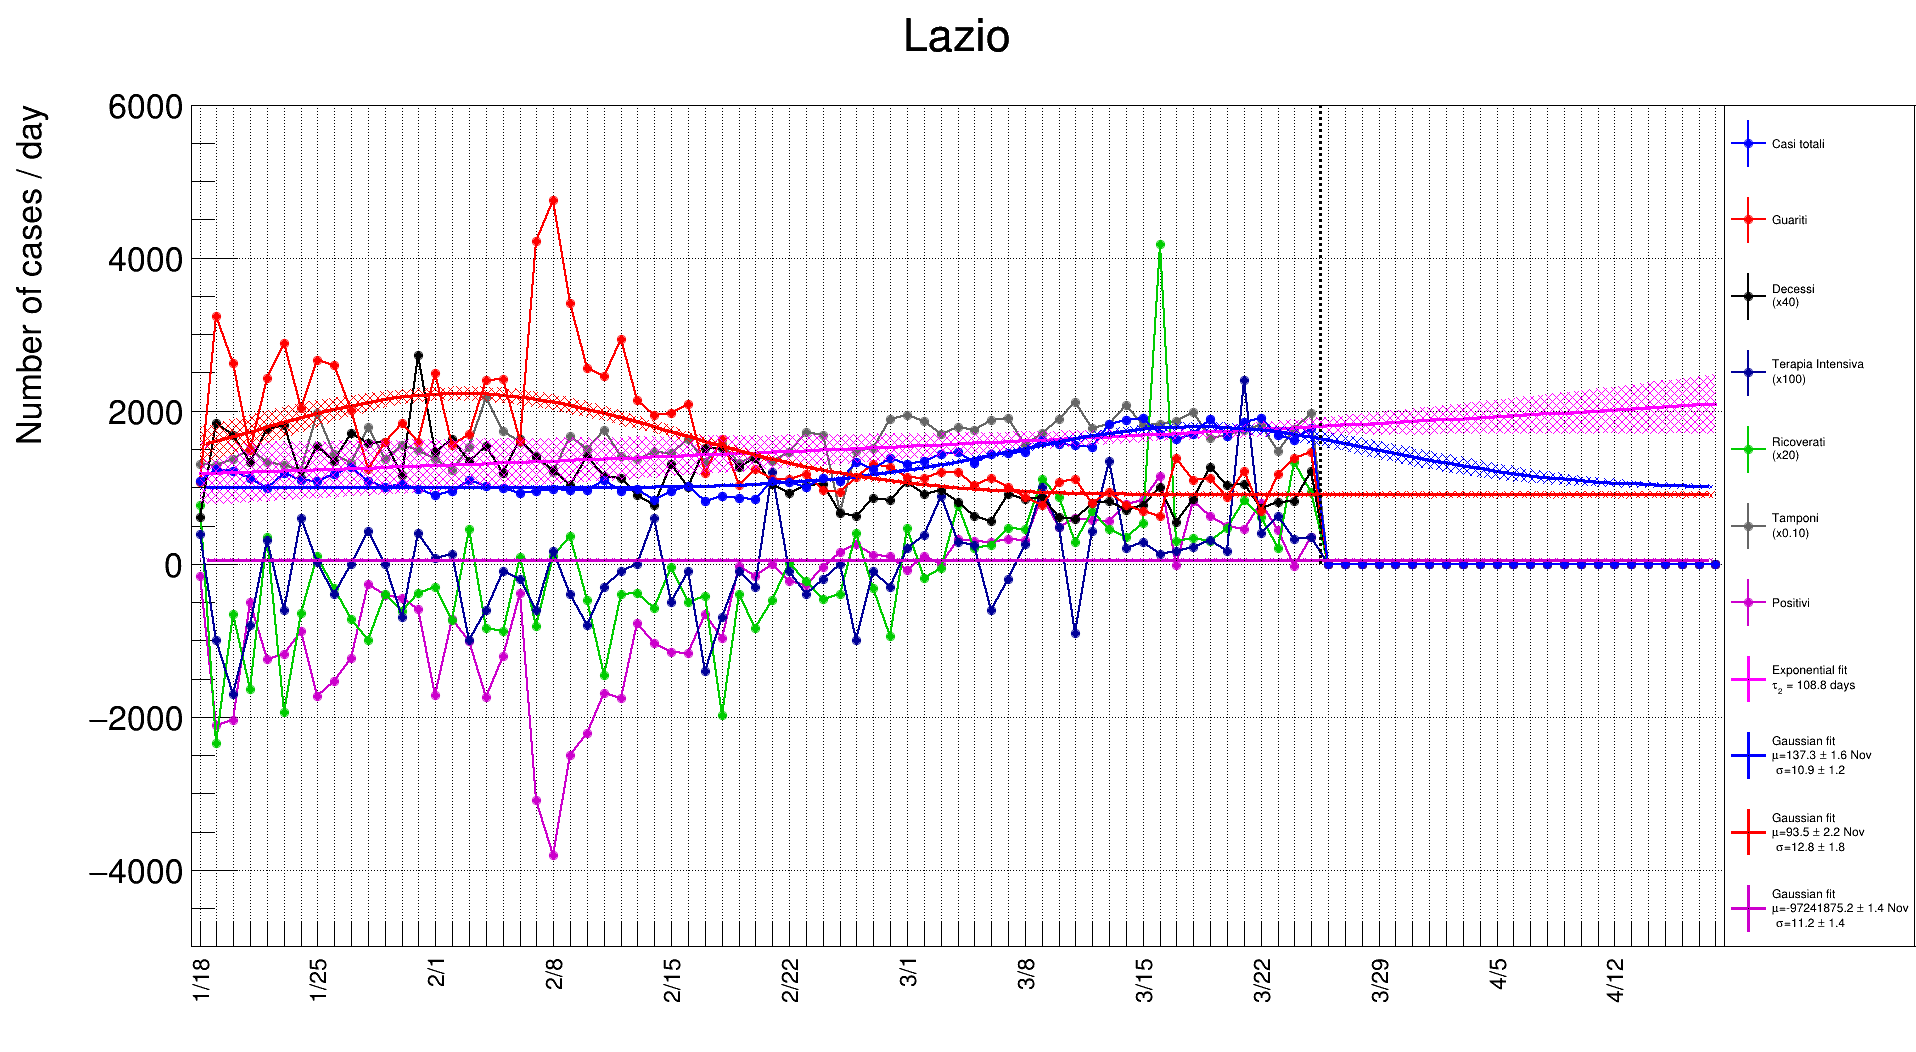 Lazio
Number of cases / day
6000
4000
2000
0
−2000
−4000
1/18
1/25
2/1
2/8
2/15
2/22
3/1
3/8
3/15
3/22
3/29
4/5
4/12
Casi totali
Guariti
Decessi
(x40)
Terapia Intensiva
(x100)
Ricoverati
(x20)
Tamponi
(x0.10)
Positivi
Exponential fit
τ2 = 108.8 days
Gaussian fit
μ=137.3 ± 1.6 Nov
σ=10.9 ± 1.2
Gaussian fit
μ=93.5 ± 2.2 Nov
σ=12.8 ± 1.8
Gaussian fit
μ=-97241875.2 ± 1.4 Nov
σ=11.2 ± 1.4